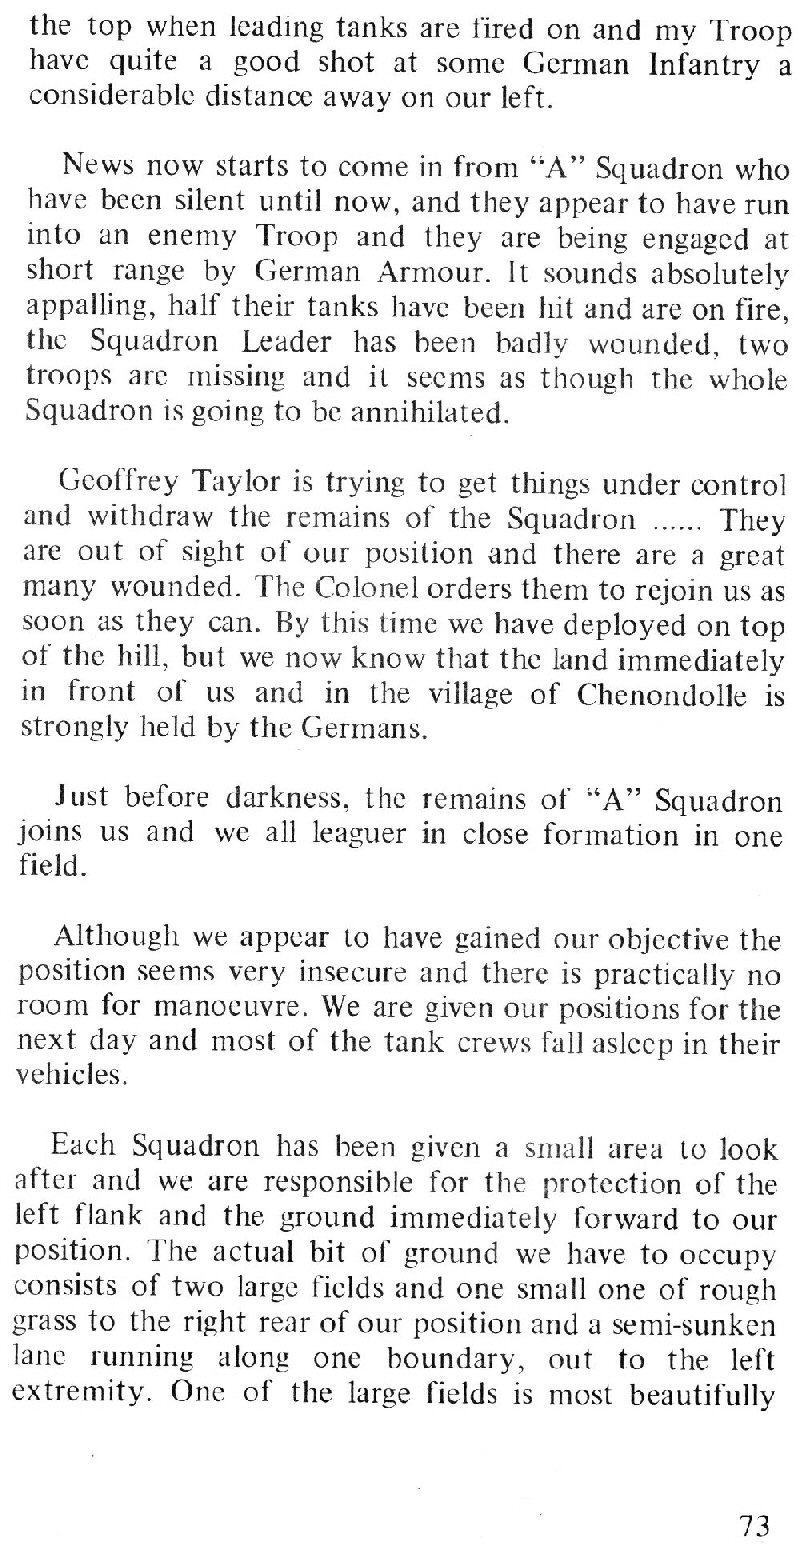 the top when leading tanks are fired on and my Troop
have quite a good shot at some German Infantry a
considerable distance away on our left.
News now starts to come in from “A” Squadron who
have been silent until now, and they appear to have run
into an enemy Troop and they are being engaged at
short range by German Armour. It sounds absolutely
appalling, half their tanks have been hit and are on fire,
the Squadron Leader has been badly wounded, two
troops are missing and it seems as though the whole
Squadron is going to be annihilated.
Geoffrey Taylor is trying to get things under control
and withdraw the remains of the Squadron ...... They
are out of sight of our position and there are a great
many wounded. The Colonel orders them to rejoin us as
soon as they can. By this time we have deployed on top
of the hill, but we now know that the land immediately
in front of us and in the village of Chenondolle is
strongly held by the Germans.
Just before darkness, the remains of “A” Squadron
joins us and we all leaguer in close formation in one
field.
Although we appear to have gained our objective the
position seems very insecure and there is practically no
room for manoeuvre. We are given our positions for the
next day and most of the tank crews fall asleep in their
vehicles.
Each Squadron has been given a small area to look
after and we are responsible for the protection of the
left flank and the ground immediately forward to our
position. The actual bit of ground we have to occupy
consists of two large fields and one small one of rough
grass to the right rear of our position and a semi-sunken
lane running along one boundary, out to the left
extremity. One of the large fields is most beautifully
73